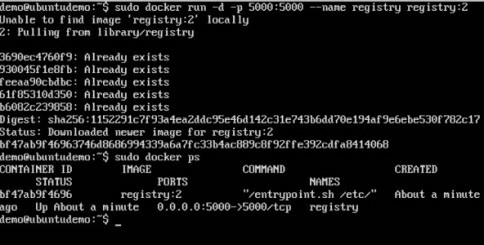 demo@ubuntudemo:~$ sudo docker run -d -p 5000:5000 --name registry registry:2
Unable to find image 'registry:2' locally
2: Pulling from library/registry
3690ec4760f9: Already exists
930045f1e8fb: Already exists
feeaa90cbdbc: Already exists
61f85310d350: Already exists
b6082c239858: Already exists
Digest: sha256:1152291c7f93a4ea2ddc95e46d142c31e743b6dd70e194af9e6ebe530f782c17
Status: Downloaded newer image for registry:2
bf47ab9f46963746d8686994339a6a7fc33b4ac889c8f92ffe392cdfa8414068
demo@ubuntudemo:~$ sudo docker ps
CONTAINER ID IMAGE COMMAND CREATED
STATUS PORTS NAMES
bf47ab9f4696 registry:2 "/entrypoint.sh /etc/" About a minute
ago Up About a minute 0.0.0.0:5000->5000/tcp registry
demo@ubuntudemo:~$ _